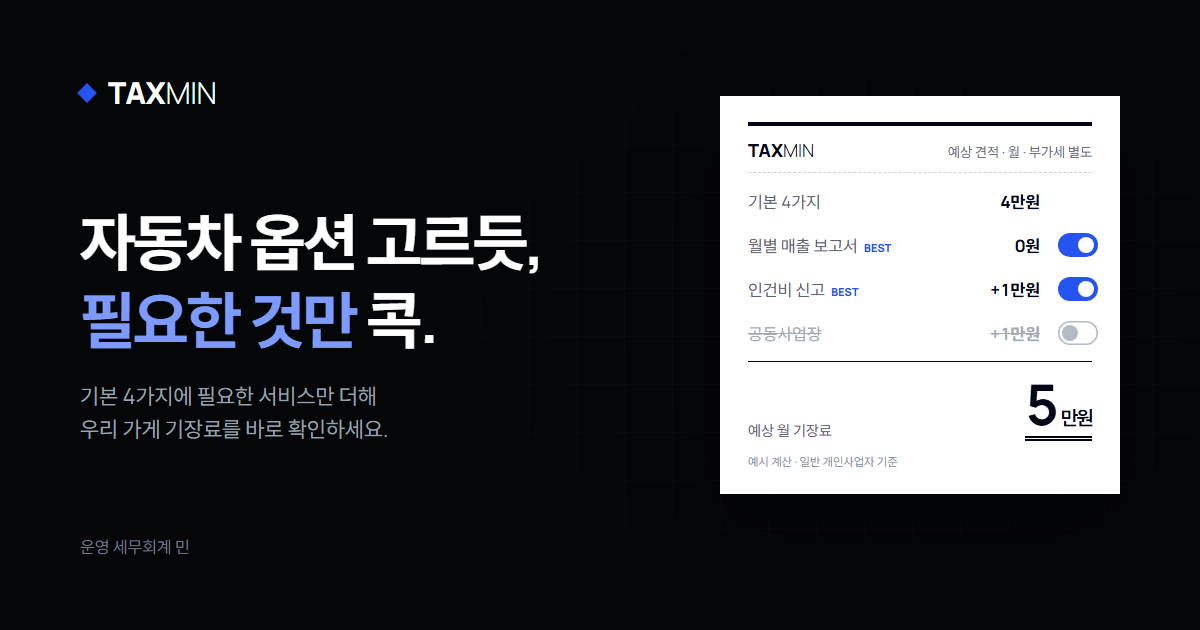 TAXMIN
자동차 옵션 고르듯,
필요한 것만 콕.
기본 4가지에 필요한 서비스만 더해
우리 가게 기장료를 바로 확인하세요.
운영 세무회계 민
TAXMIN 예상 견적 · 월 · 부가세 별도
기본 4가지 4만원
월별 매출 보고서 BEST 0원
인건비 신고 BEST +1만원
공동사업장 +1만원
예상 월 기장료 5만원
예시 계산 · 일반 개인사업자 기준